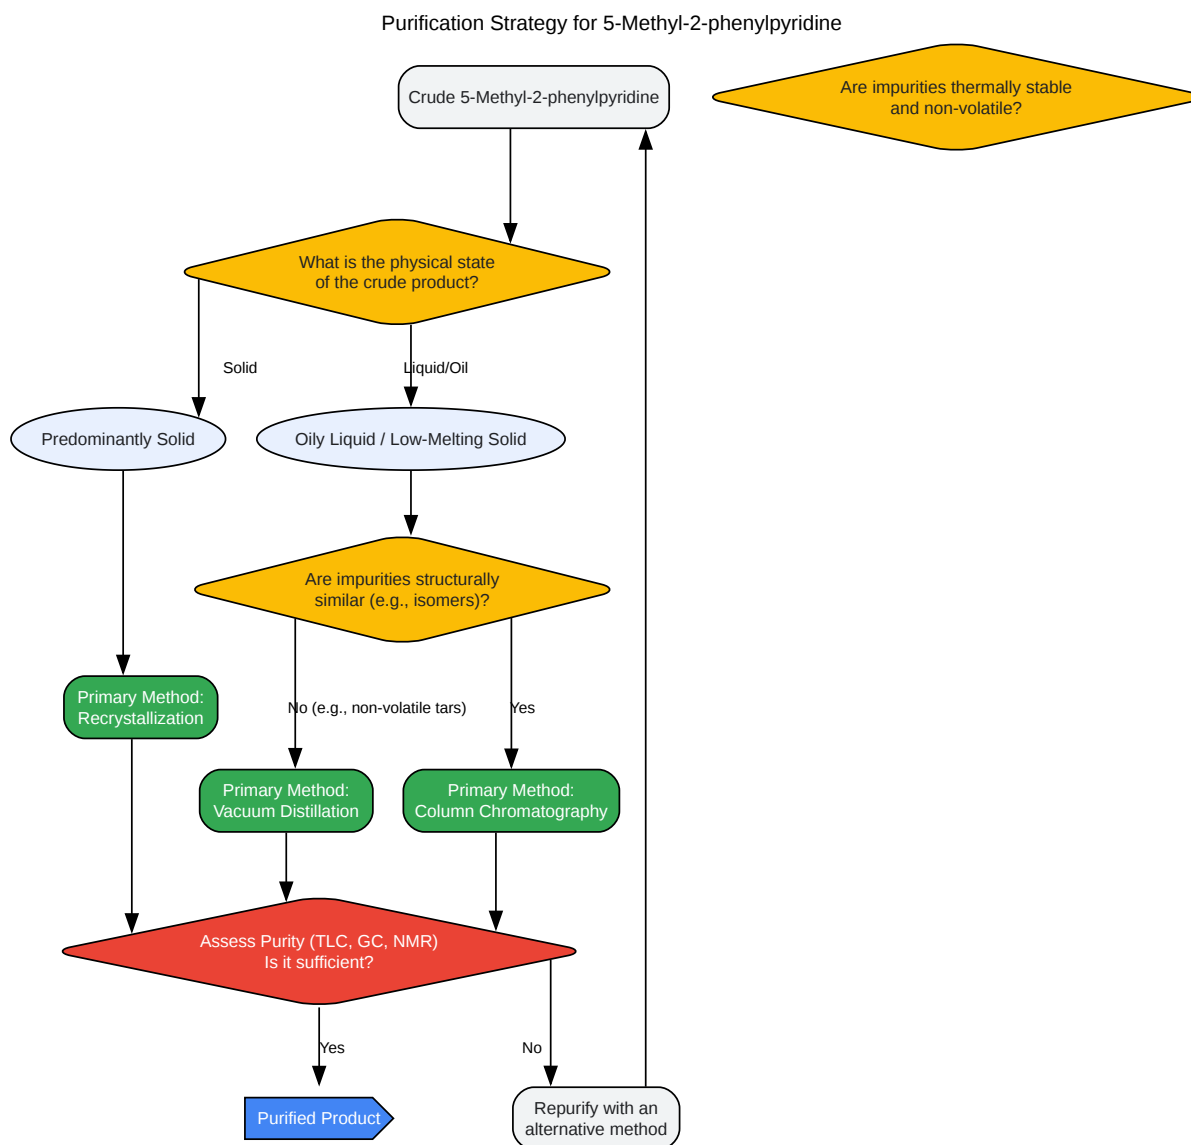 Purification Strategy for 5-Methyl-2-phenylpyridine
Crude 5-Methyl-2-phenylpyridine
Are impurities thermally stable
and non-volatile?
What is the physical state
of the crude product?
Solid
Liquid/Oil
Predominantly Solid
Oily Liquid / Low-Melting Solid
Are impurities structurally
similar (e.g., isomers)?
Primary Method:
Recrystallization
No (e.g., non-volatile tars)
Yes
Primary Method:
Vacuum Distillation
Primary Method:
Column Chromatography
Assess Purity (TLC, GC, NMR)
Is it sufficient?
Yes
No
Purified Product
Repurify with an
alternative method